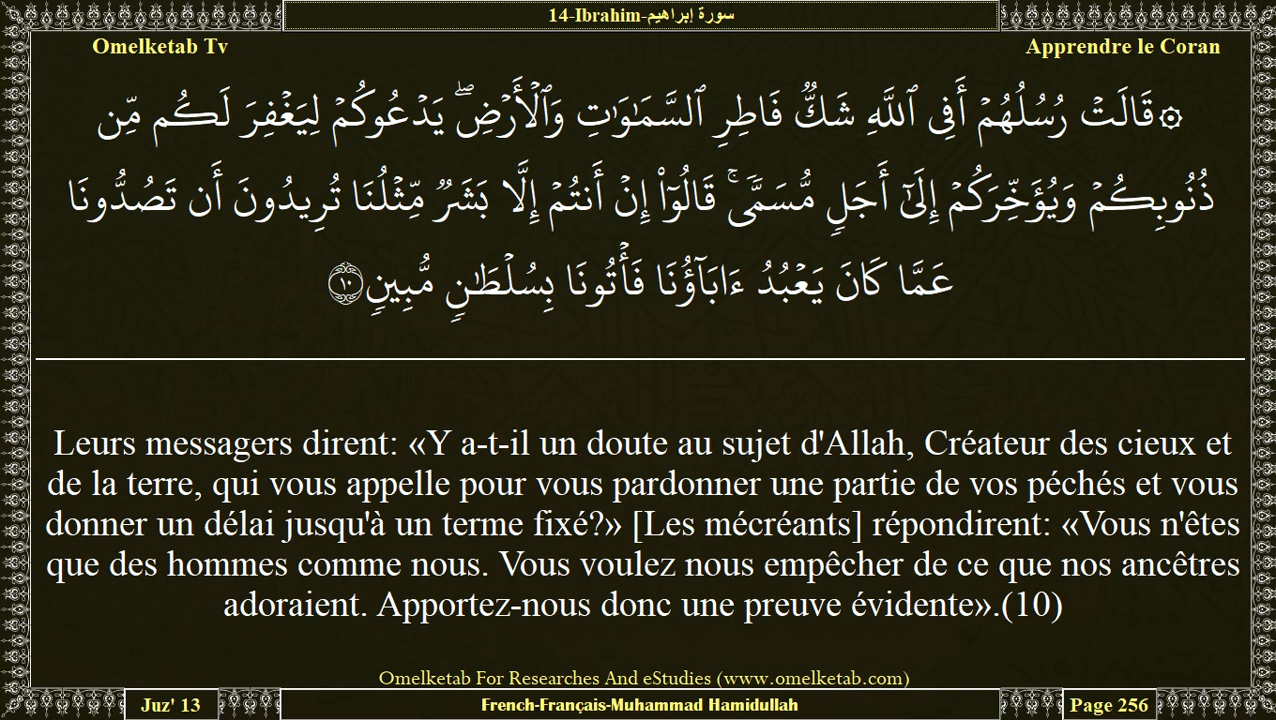 14-Ibrahim-سورة إبراهيم
Omelketab Tv
Apprendre le Coran
۞قَالَتۡ رُسُلُهُمۡ أَفِي ٱللَّهِ شَكّٞ فَاطِرِ ٱلسَّمَٰوَٰتِ وَٱلۡأَرۡضِۖ يَدۡعُوكُمۡ لِيَغۡفِرَ لَكُم مِّن
ذُنُوبِكُمۡ وَيُؤَخِّرَكُمۡ إِلَىٰٓ أَجَلٖ مُّسَمّٗىۚ قَالُوٓاْ إِنۡ أَنتُمۡ إِلَّا بَشَرٞ مِّثۡلُنَا تُرِيدُونَ أَن تَصُدُّونَا
عَمَّا كَانَ يَعۡبُدُ ءَابَآؤُنَا فَأۡتُونَا بِسُلۡطَٰنٖ مُّبِينٖ ١٠
Leurs messagers dirent: «Y a-t-il un doute au sujet d'Allah, Créateur des cieux et
de la terre, qui vous appelle pour vous pardonner une partie de vos péchés et vous
donner un délai jusqu'à un terme fixé?» [Les mécréants] répondirent: «Vous n'êtes
que des hommes comme nous. Vous voulez nous empêcher de ce que nos ancêtres
adoraient. Apportez-nous donc une preuve évidente».(10)
Omelketab For Researches And eStudies (www.omelketab.com)
Juz' 13
French-Français-Muhammad Hamidullah
Page 256